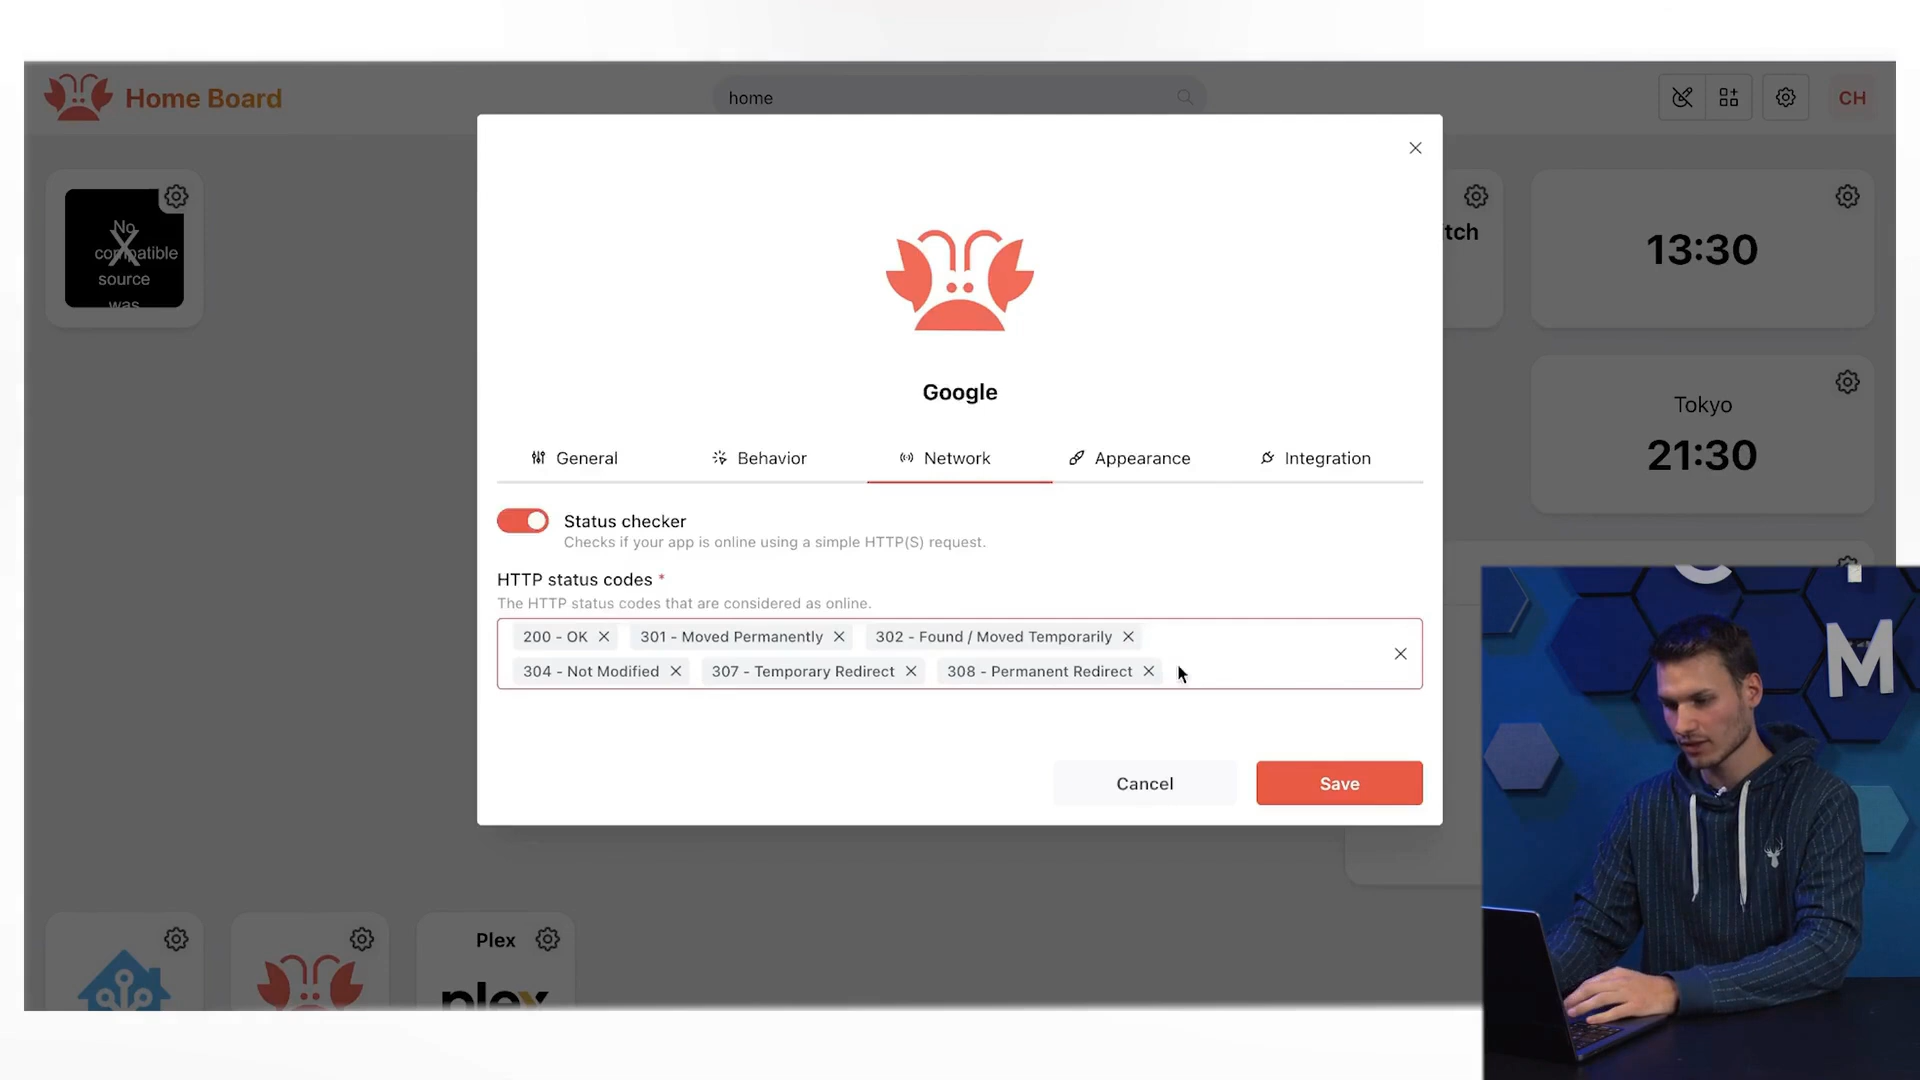 Home Board
home
CH
No
compatible
source
was
X
tch
13:30
Tokyo
21:30
Google
General
Behavior
Network
Appearance
Integration
Status checker
Checks if your app is online using a simple HTTP(S) request.
HTTP status codes *
The HTTP status codes that are considered as online.
200 - OK
301 - Moved Permanently
302 - Found / Moved Temporarily
304 - Not Modified
307 - Temporary Redirect
308 - Permanent Redirect
Cancel
Save
Plex
plex
M